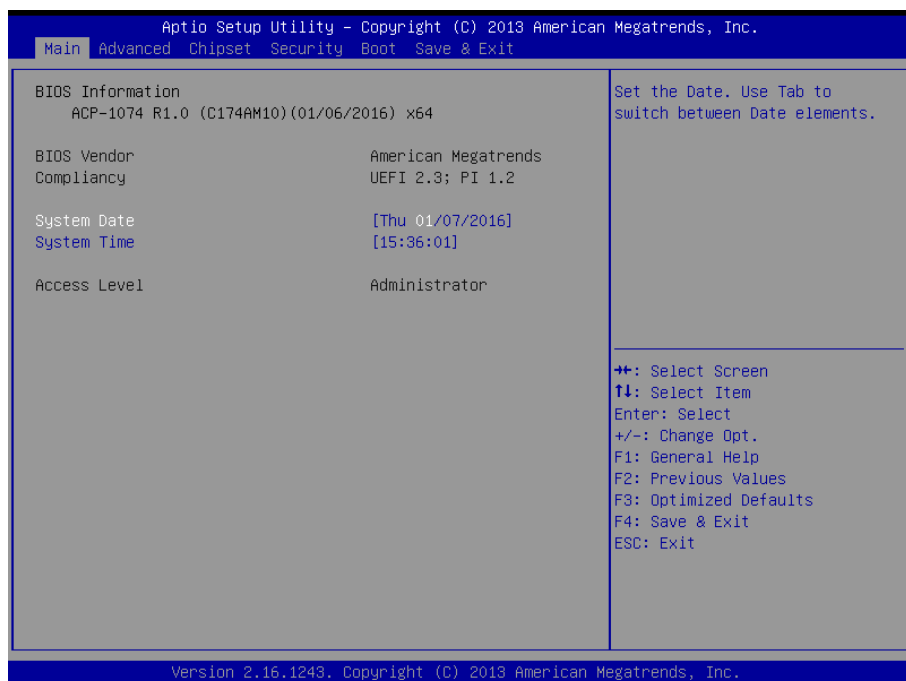 Aptio Setup Utility – Copyright (C) 2013 American Megatrends, Inc.
Main Advanced Chipset Security Boot Save & Exit
BIOS Information
ACP-1074 R1.0 (C174AM10)(01/06/2016) x64
BIOS Vendor American Megatrends
Compliancy UEFI 2.3; PI 1.2
System Date [Thu 01/07/2016]
System Time [15:36:01]
Access Level Administrator
Set the Date. Use Tab to
switch between Date elements.
→←: Select Screen
↑↓: Select Item
Enter: Select
+/-: Change Opt.
F1: General Help
F2: Previous Values
F3: Optimized Defaults
F4: Save & Exit
ESC: Exit
Version 2.16.1243. Copyright (C) 2013 American Megatrends, Inc.